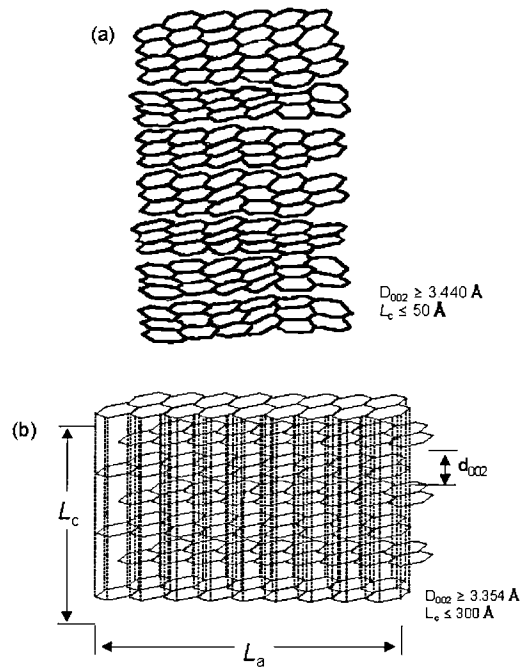 (a)
D002 ≥ 3.440 Å
Lc ≤ 50 Å
(b)
Lc
d002
D002 ≥ 3.354 Å
Lc ≤ 300 Å
La